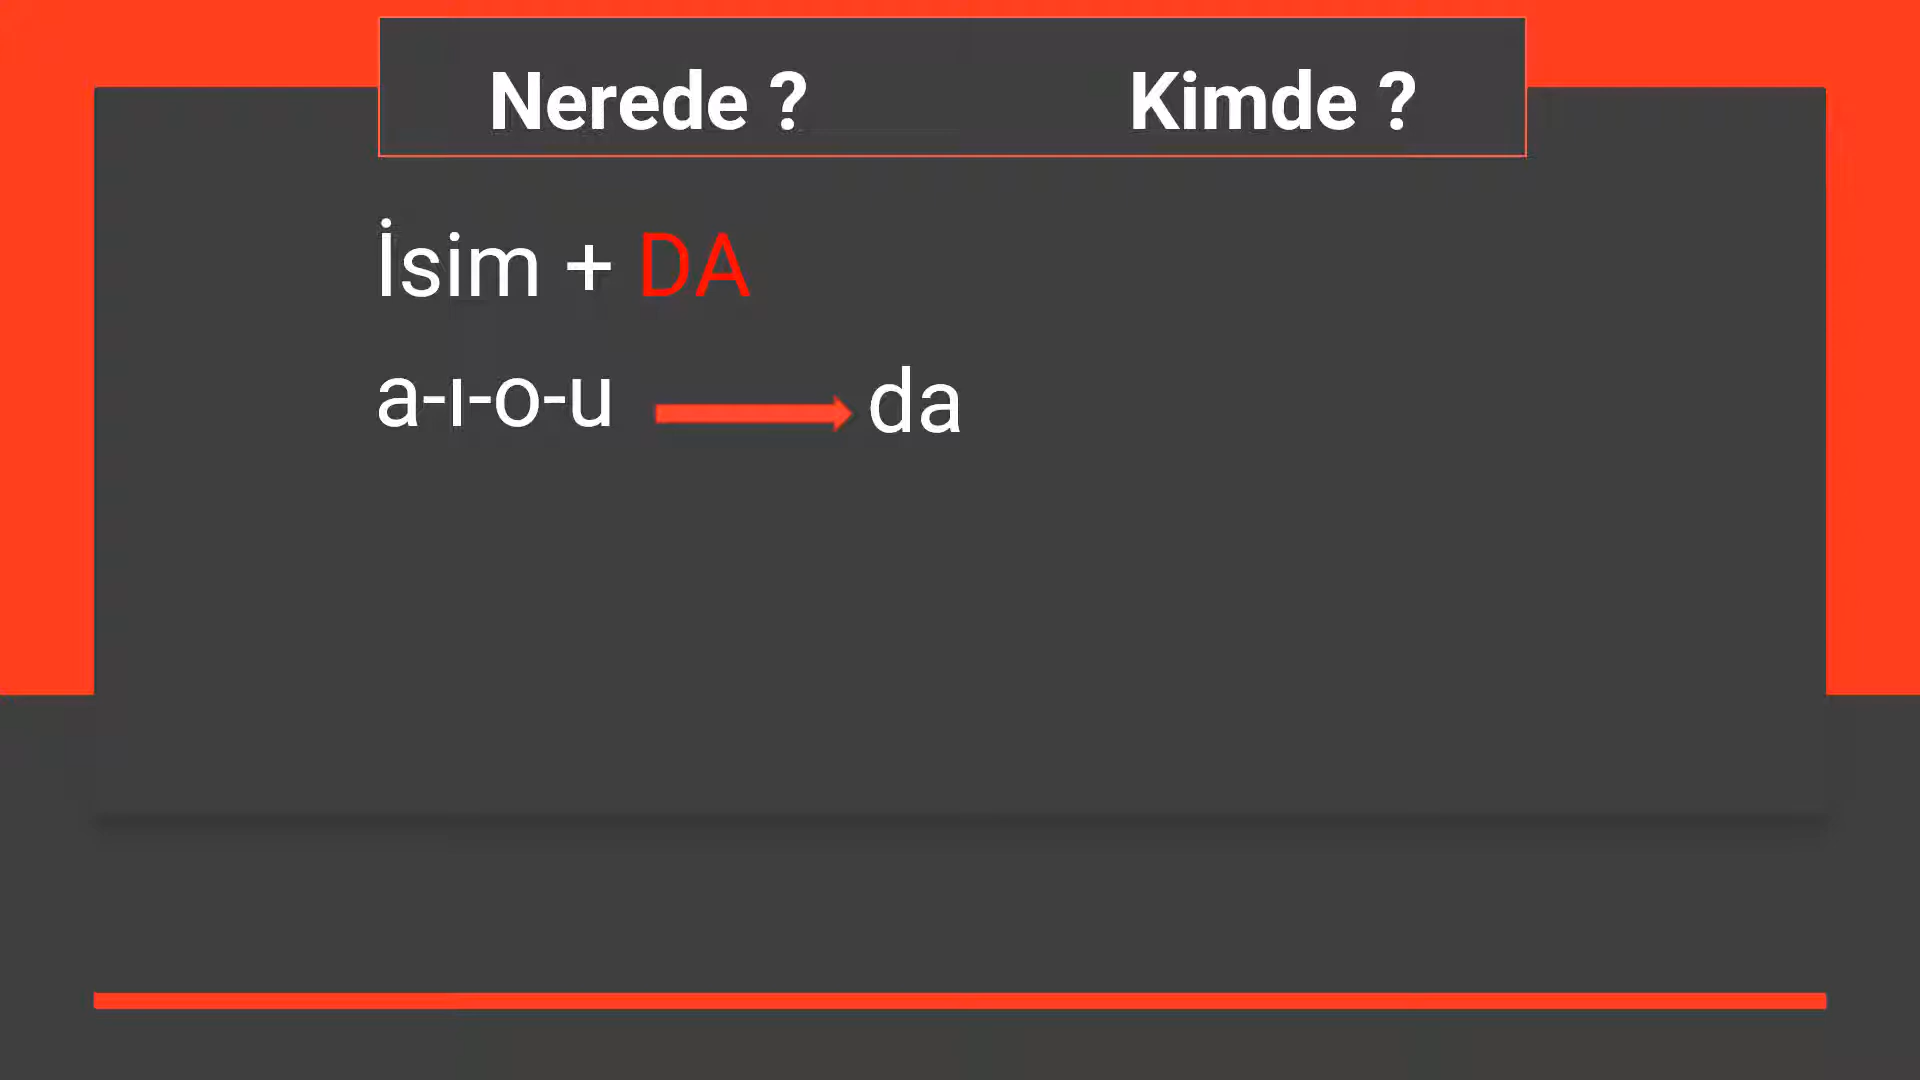 Nerede ? Kimde ?
İsim + DA
a-ı-o-u da